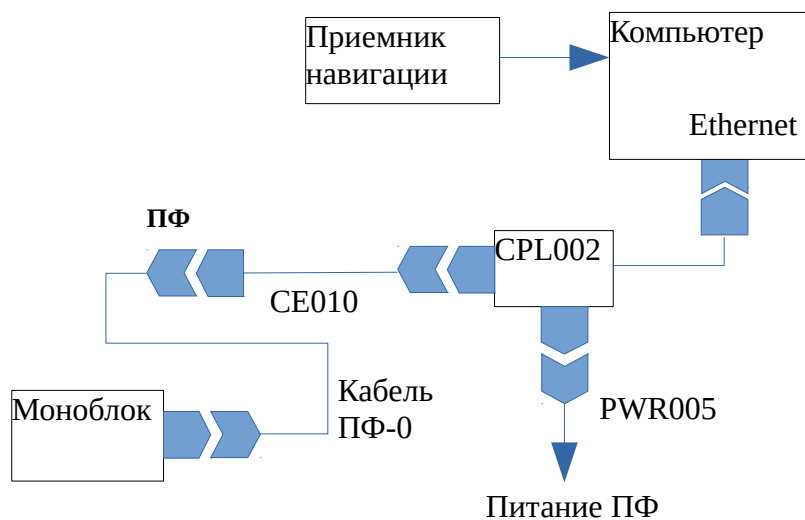 Приемник
навигации
Компьютер
Ethernet
ПФ
CPL002
CE010
Моноблок
Кабель
ПФ-0
PWR005
Питание ПФ